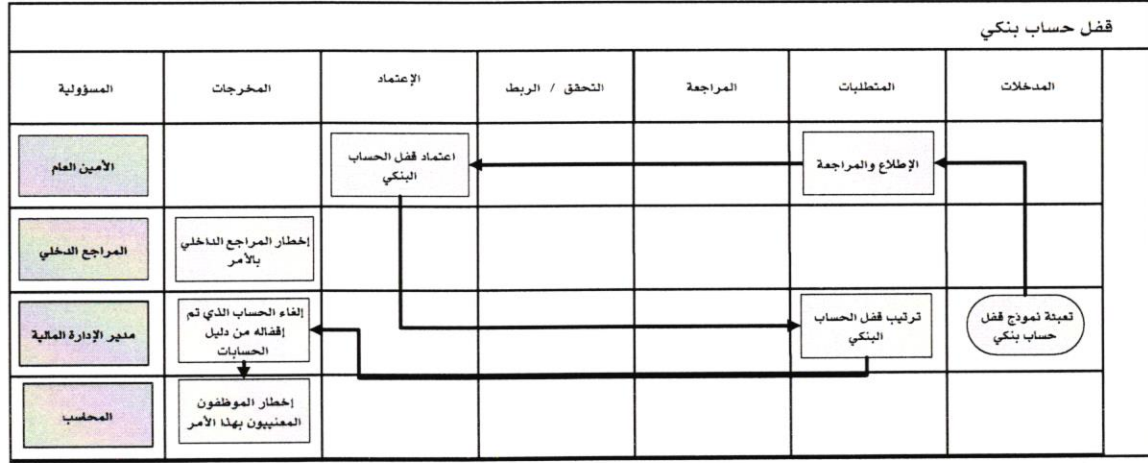 قفل حساب بنكي
المدخلات
المتطلبات
المراجعة
التحقق / الربط
الإعتماد
المخرجات
المسؤولية
الإطلاع والمراجعة
اعتماد قفل الحساب
البنكي
الأمين العام
إخطار المراجع الداخلي
بالأمر
المراجع الدخلي
تعبئة نموذج قفل
حساب بنكي
ترتيب قفل الحساب
البنكي
إلغاء الحساب الذي تم
إقفاله من دليل
الحسابات
مدير الإدارة المالية
إخطار الموظفون
المعنييون بهذا الأمر
المحاسب